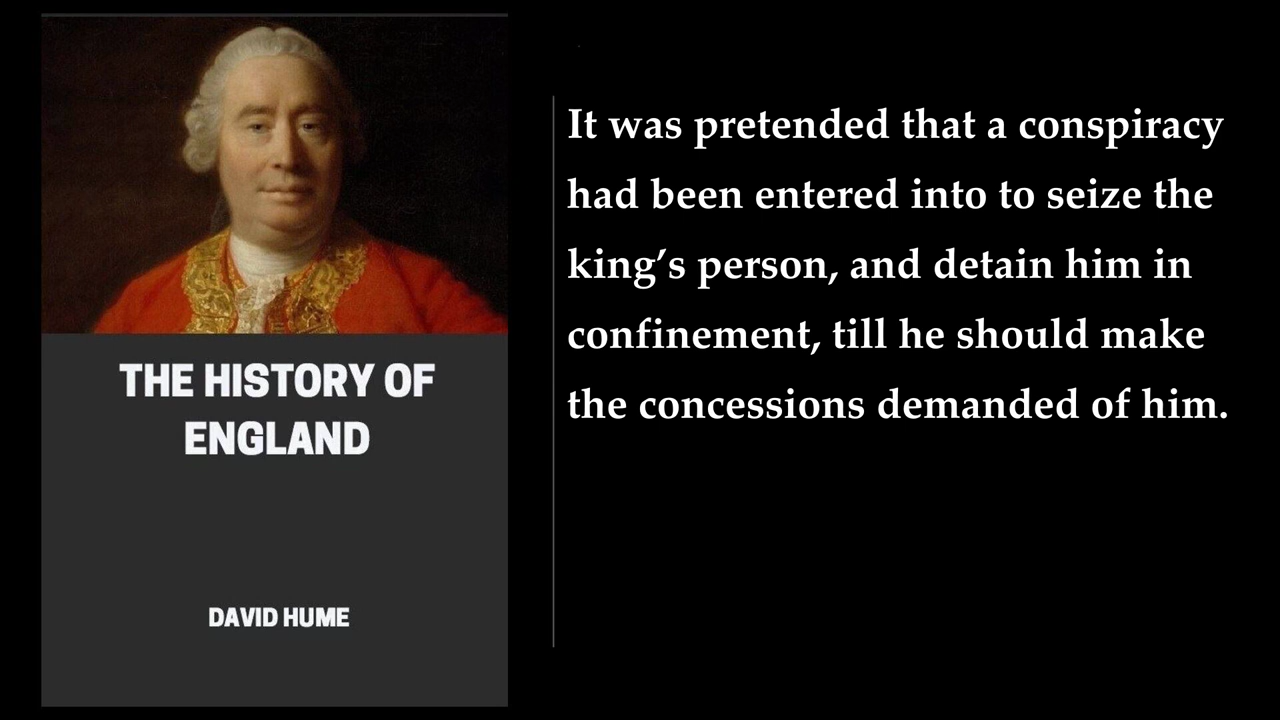 THE HISTORY OF
ENGLAND
DAVID HUME
It was pretended that a conspiracy
had been entered into to seize the
king’s person, and detain him in
confinement, till he should make
the concessions demanded of him.